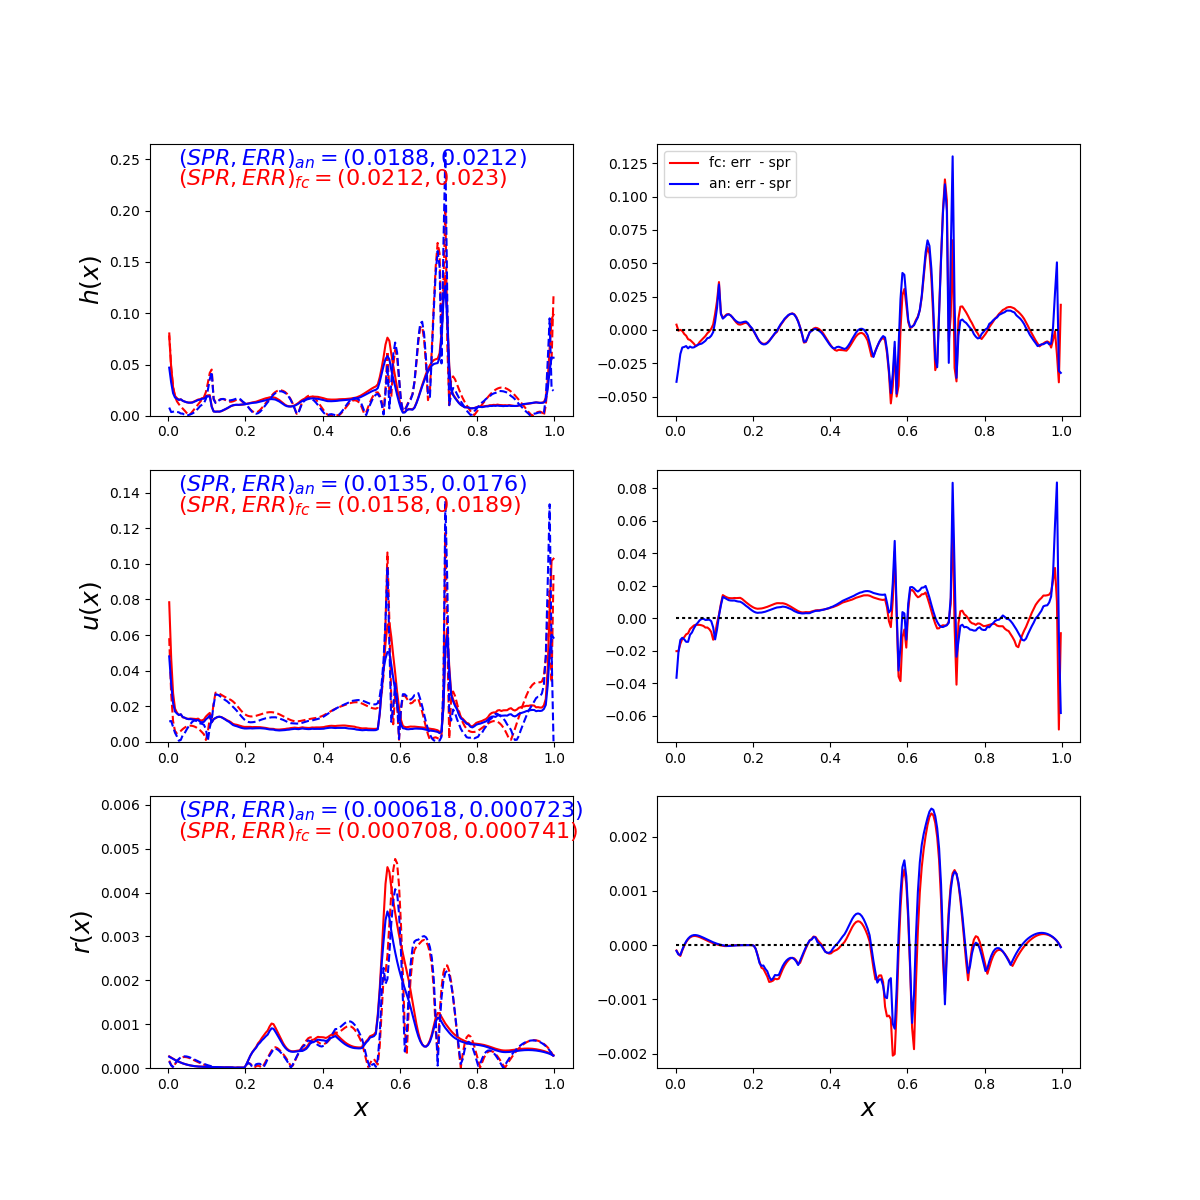 (SPR, ERR)an = (0.0188, 0.0212)
(SPR, ERR)fc = (0.0212, 0.023)
h(x)
0.25
0.20
0.15
0.10
0.05
0.00
0.0 0.2 0.4 0.6 0.8 1.0
fc: err - spr
an: err - spr
0.125
0.100
0.075
0.050
0.025
0.000
−0.025
−0.050
0.0 0.2 0.4 0.6 0.8 1.0
(SPR, ERR)an = (0.0135, 0.0176)
(SPR, ERR)fc = (0.0158, 0.0189)
u(x)
0.14
0.12
0.10
0.08
0.06
0.04
0.02
0.00
0.0 0.2 0.4 0.6 0.8 1.0
0.08
0.06
0.04
0.02
0.00
−0.02
−0.04
−0.06
0.0 0.2 0.4 0.6 0.8 1.0
(SPR, ERR)an = (0.000618, 0.000723)
(SPR, ERR)fc = (0.000708, 0.000741)
r(x)
0.006
0.005
0.004
0.003
0.002
0.001
0.000
0.0 0.2 0.4 0.6 0.8 1.0
x
0.002
0.001
0.000
−0.001
−0.002
0.0 0.2 0.4 0.6 0.8 1.0
x